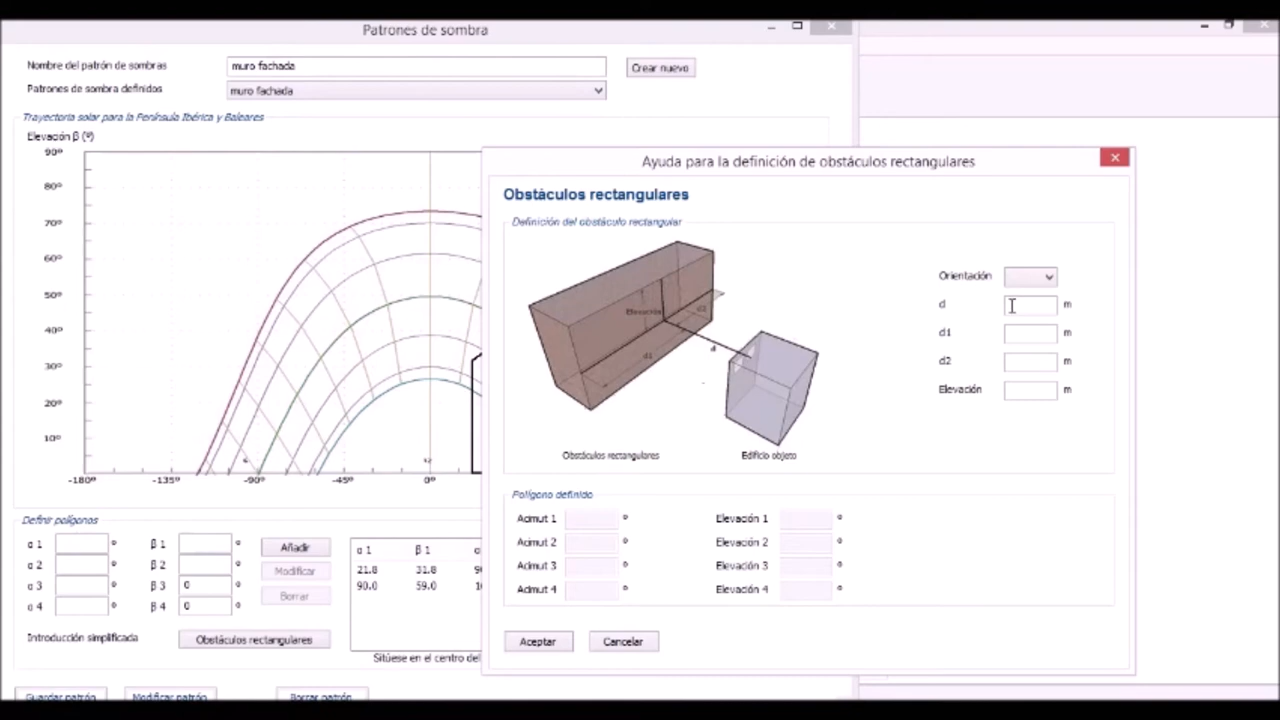 Patrones de sombra
Nombre del patrón de sombras
muro fachada
Crear nuevo
Patrones de sombra definidos
muro fachada
Trayectoria solar para la Península Ibérica y Baleares
Elevación β (º)
90º
80º
70º
60º
50º
40º
30º
20º
10º
-180º
-135º
-90º
-45º
0º
Definir polígonos
α 1 º β 1 º
α 2 º β 2 º
α 3 º β 3 0 º
α 4 º β 4 0 º
Añadir
Modificar
Borrar
α 1 β 1 α
21.8 31.8
90.0 59.0
Introducción simplificada
Obstáculos rectangulares
Sitúese en el centro del
Guardar patrón
Modificar patrón
Borrar patrón
Ayuda para la definición de obstáculos rectangulares
Obstáculos rectangulares
Definición del obstáculo rectangular
Elevación
d1
d2
d
Obstáculos rectangulares
Edificio objeto
Orientación
d m
d1 m
d2 m
Elevación m
Polígono definido
Acimut 1 º Elevación 1 º
Acimut 2 º Elevación 2 º
Acimut 3 º Elevación 3 º
Acimut 4 º Elevación 4 º
Aceptar
Cancelar